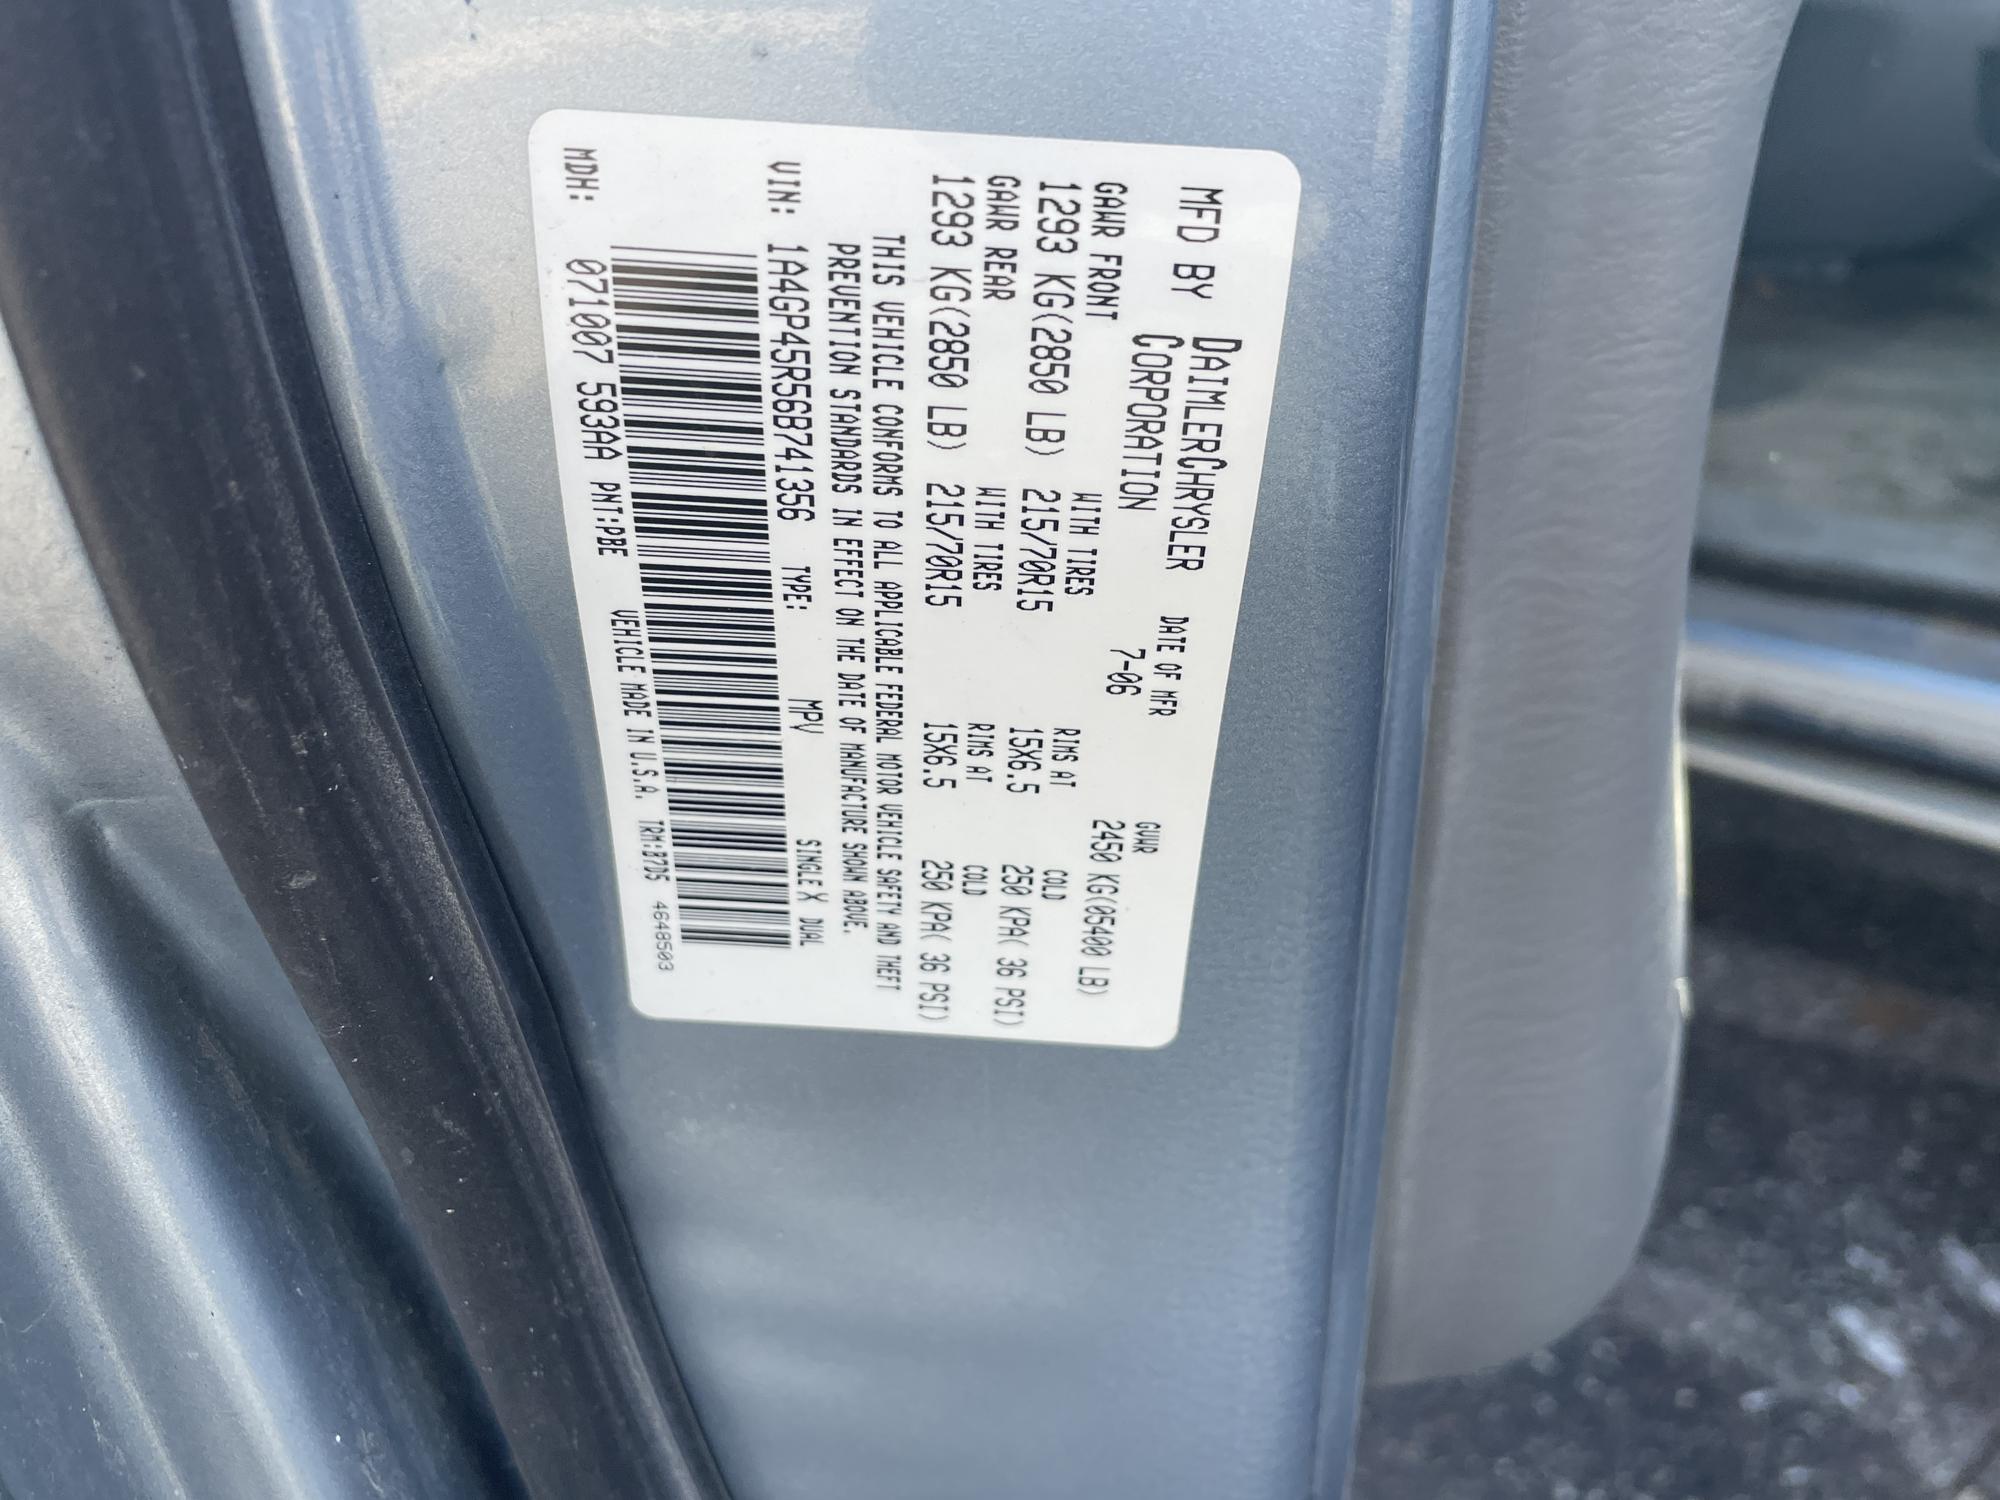 MFD BY DAIMLERCHRYSLER CORPORATION
DATE OF MFR 7-06
GVWR 2450 KG(05400 LB)
GAWR FRONT WITH TIRES RIMS AT COLD
1293 KG(2850 LB) 215/70R15 15X6.5 250 KPA( 36 PSI)
GAWR REAR WITH TIRES RIMS AT COLD
1293 KG(2850 LB) 215/70R15 15X6.5 250 KPA( 36 PSI)
THIS VEHICLE CONFORMS TO ALL APPLICABLE FEDERAL MOTOR VEHICLE SAFETY AND THEFT
PREVENTION STANDARDS IN EFFECT ON THE DATE OF MANUFACTURE SHOWN ABOVE.
VIN: 1A4GP45R56B741356 TYPE: MPV SINGLE X DUAL
MDH: 071007 593AA PNT:PBE VEHICLE MADE IN U.S.A. TRM:B7D5 4648503